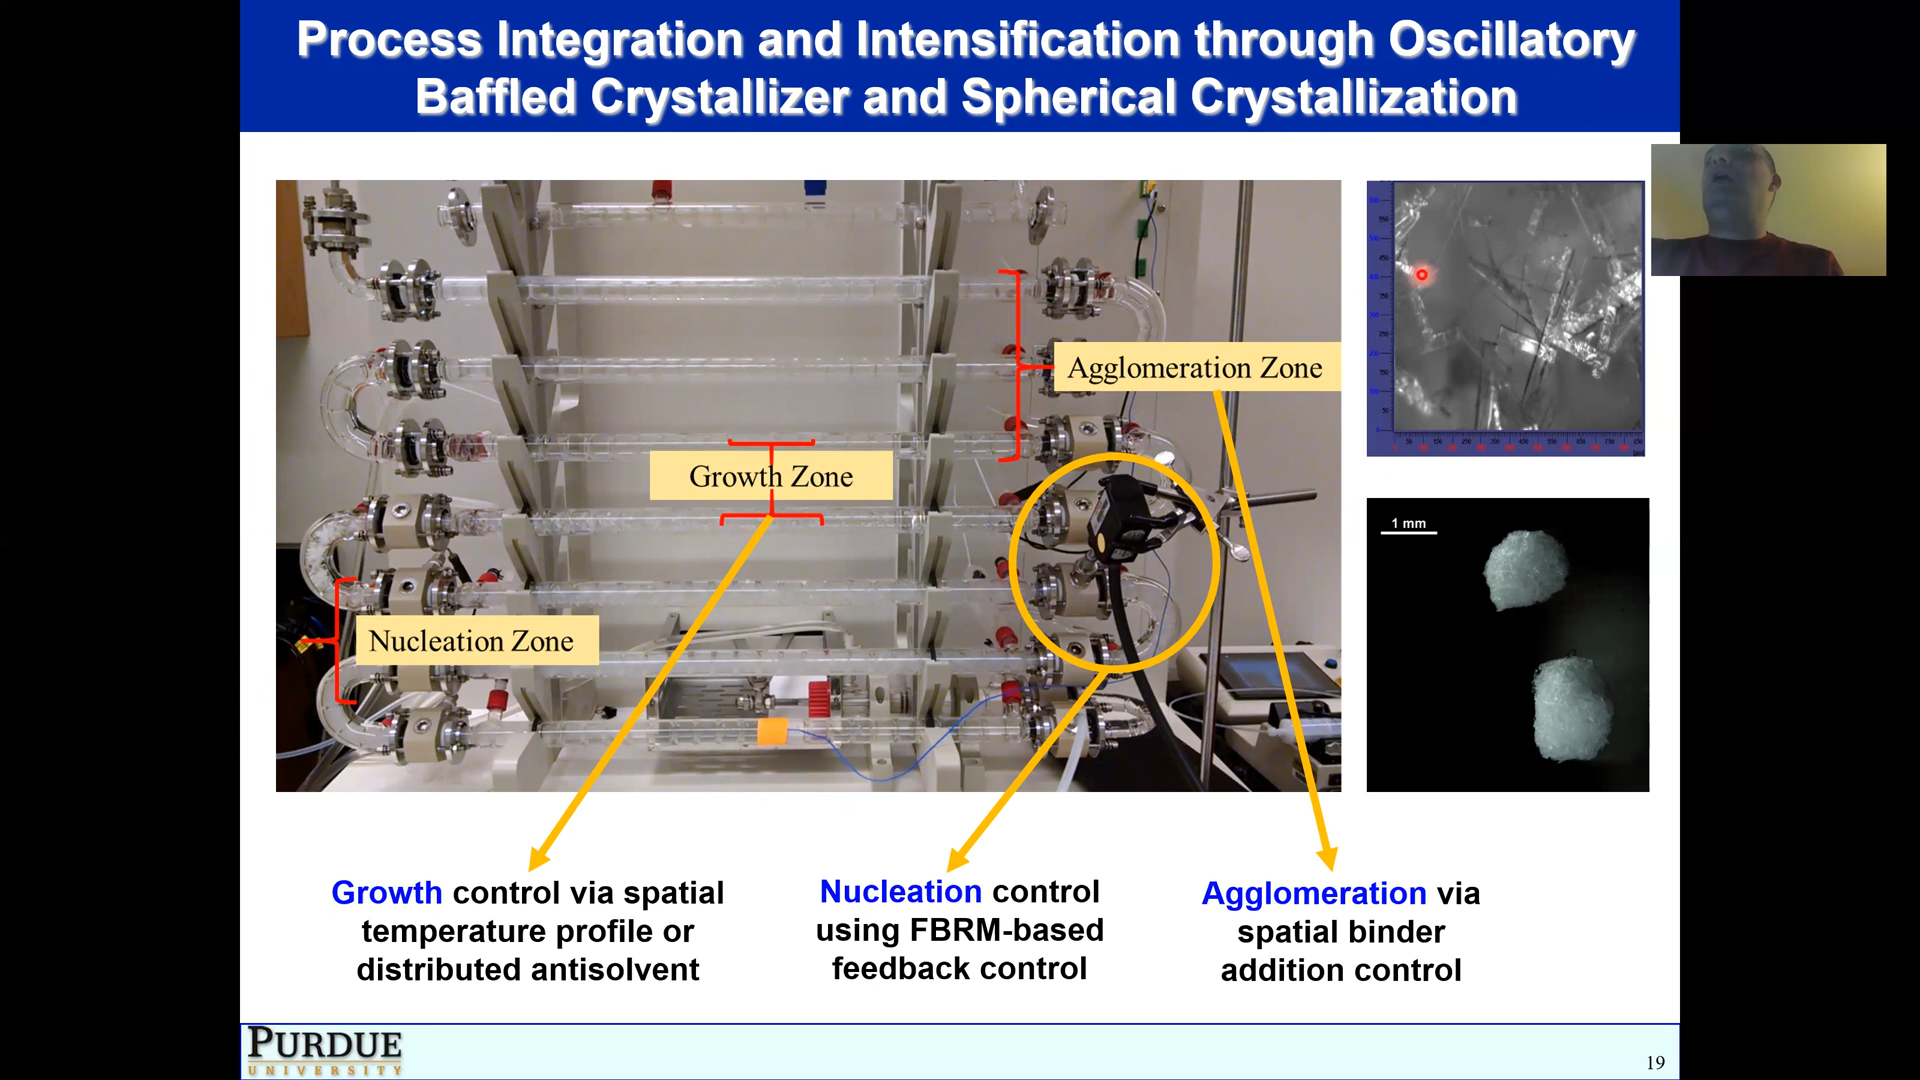 Process Integration and Intensification through Oscillatory
Baffled Crystallizer and Spherical Crystallization
Agglomeration Zone
Growth Zone
Nucleation Zone
1 mm
Growth control via spatial
temperature profile or
distributed antisolvent
Nucleation control
using FBRM-based
feedback control
Agglomeration via
spatial binder
addition control
PURDUE
UNIVERSITY
19